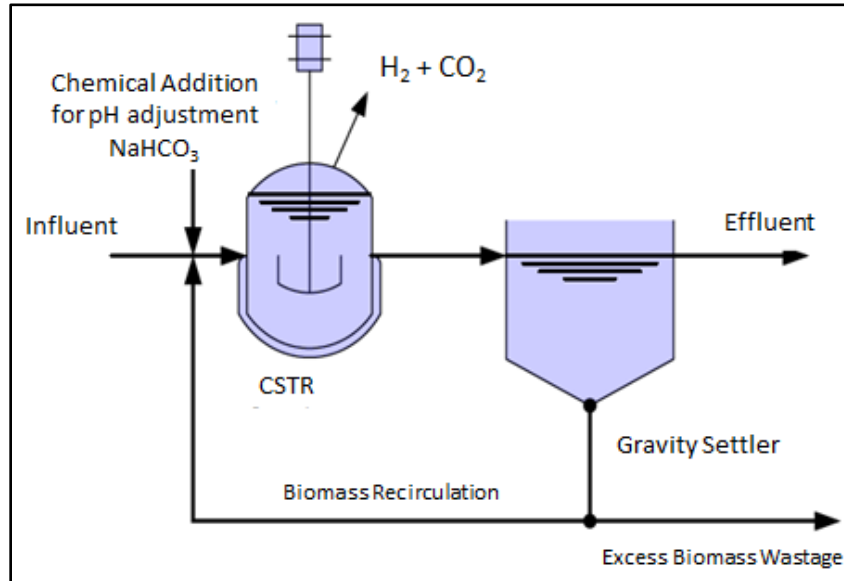 H₂ + CO₂
Chemical Addition
for pH adjustment
NaHCO₃
Influent
Effluent
CSTR
Gravity Settler
Biomass Recirculation
Excess Biomass Wastage